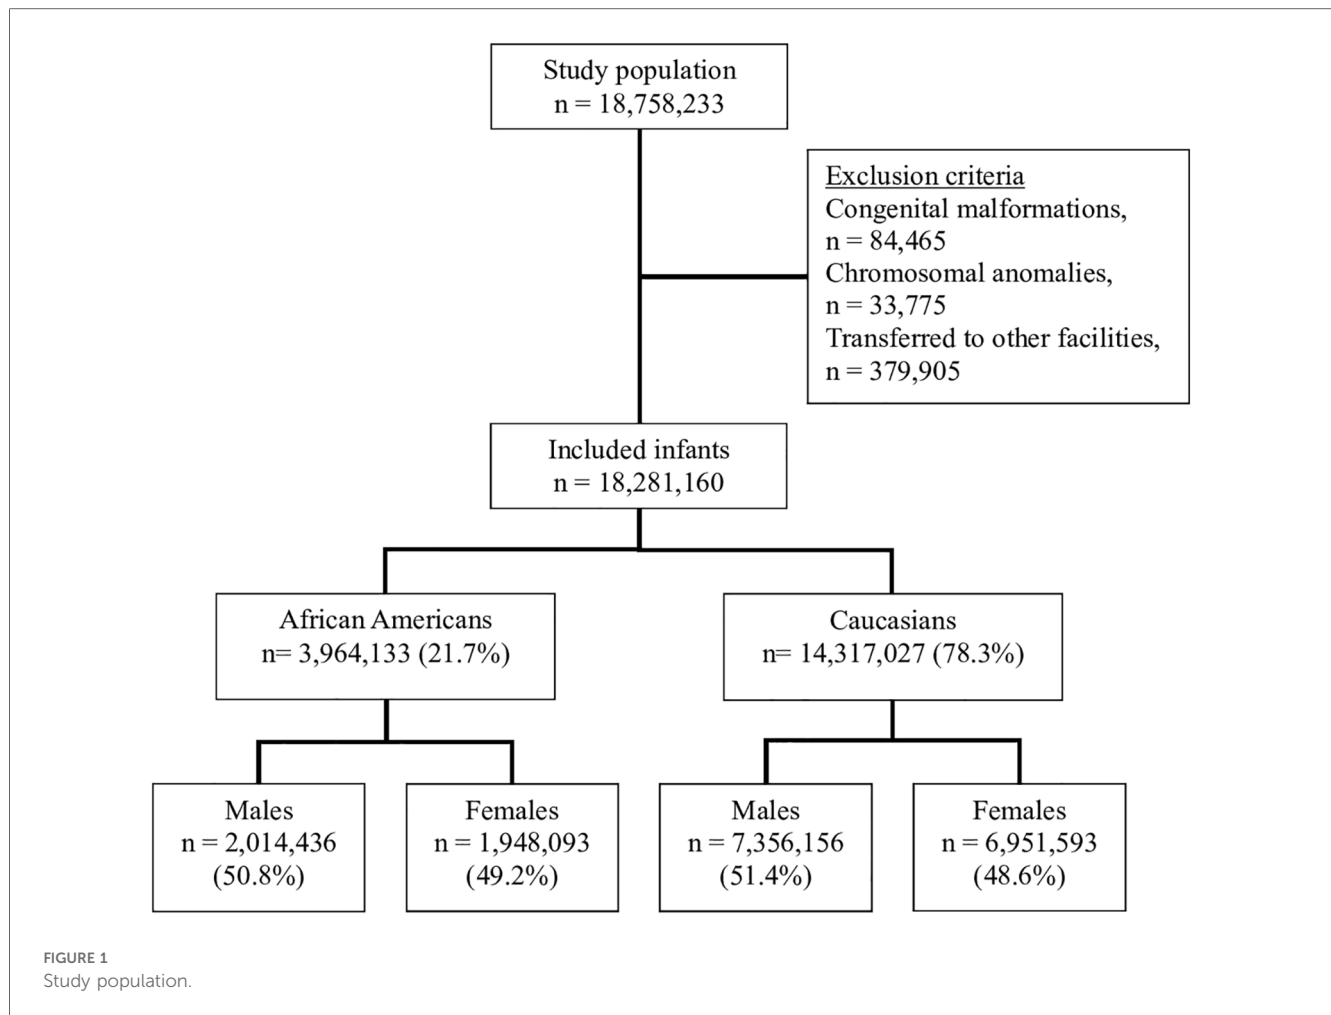 Study population
n = 18,758,233
Exclusion criteria
Congenital malformations,
n = 84,465
Chromosomal anomalies,
n = 33,775
Transferred to other facilities,
n = 379,905
Included infants
n = 18,281,160
African Americans
n= 3,964,133 (21.7%)
Caucasians
n= 14,317,027 (78.3%)
Males
n = 2,014,436
(50.8%)
Females
n = 1,948,093
(49.2%)
Males
n = 7,356,156
(51.4%)
Females
n = 6,951,593
(48.6%)
FIGURE 1
Study population.